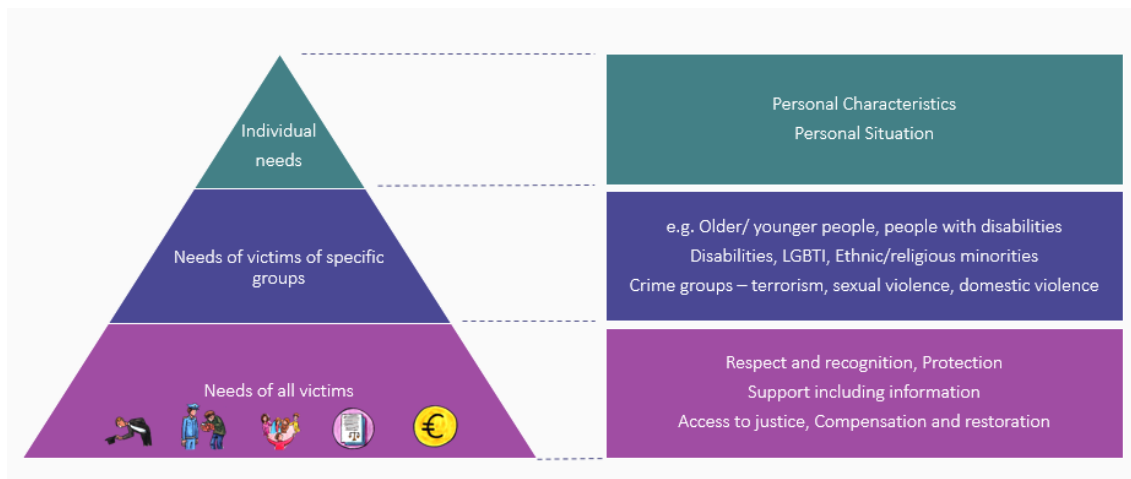 Individual
needs
Personal Characteristics
Personal Situation
Needs of victims of specific
groups
e.g. Older/ younger people, people with disabilities
Disabilities, LGBTI, Ethnic/religious minorities
Crime groups – terrorism, sexual violence, domestic violence
Needs of all victims
€
Respect and recognition, Protection
Support including information
Access to justice, Compensation and restoration